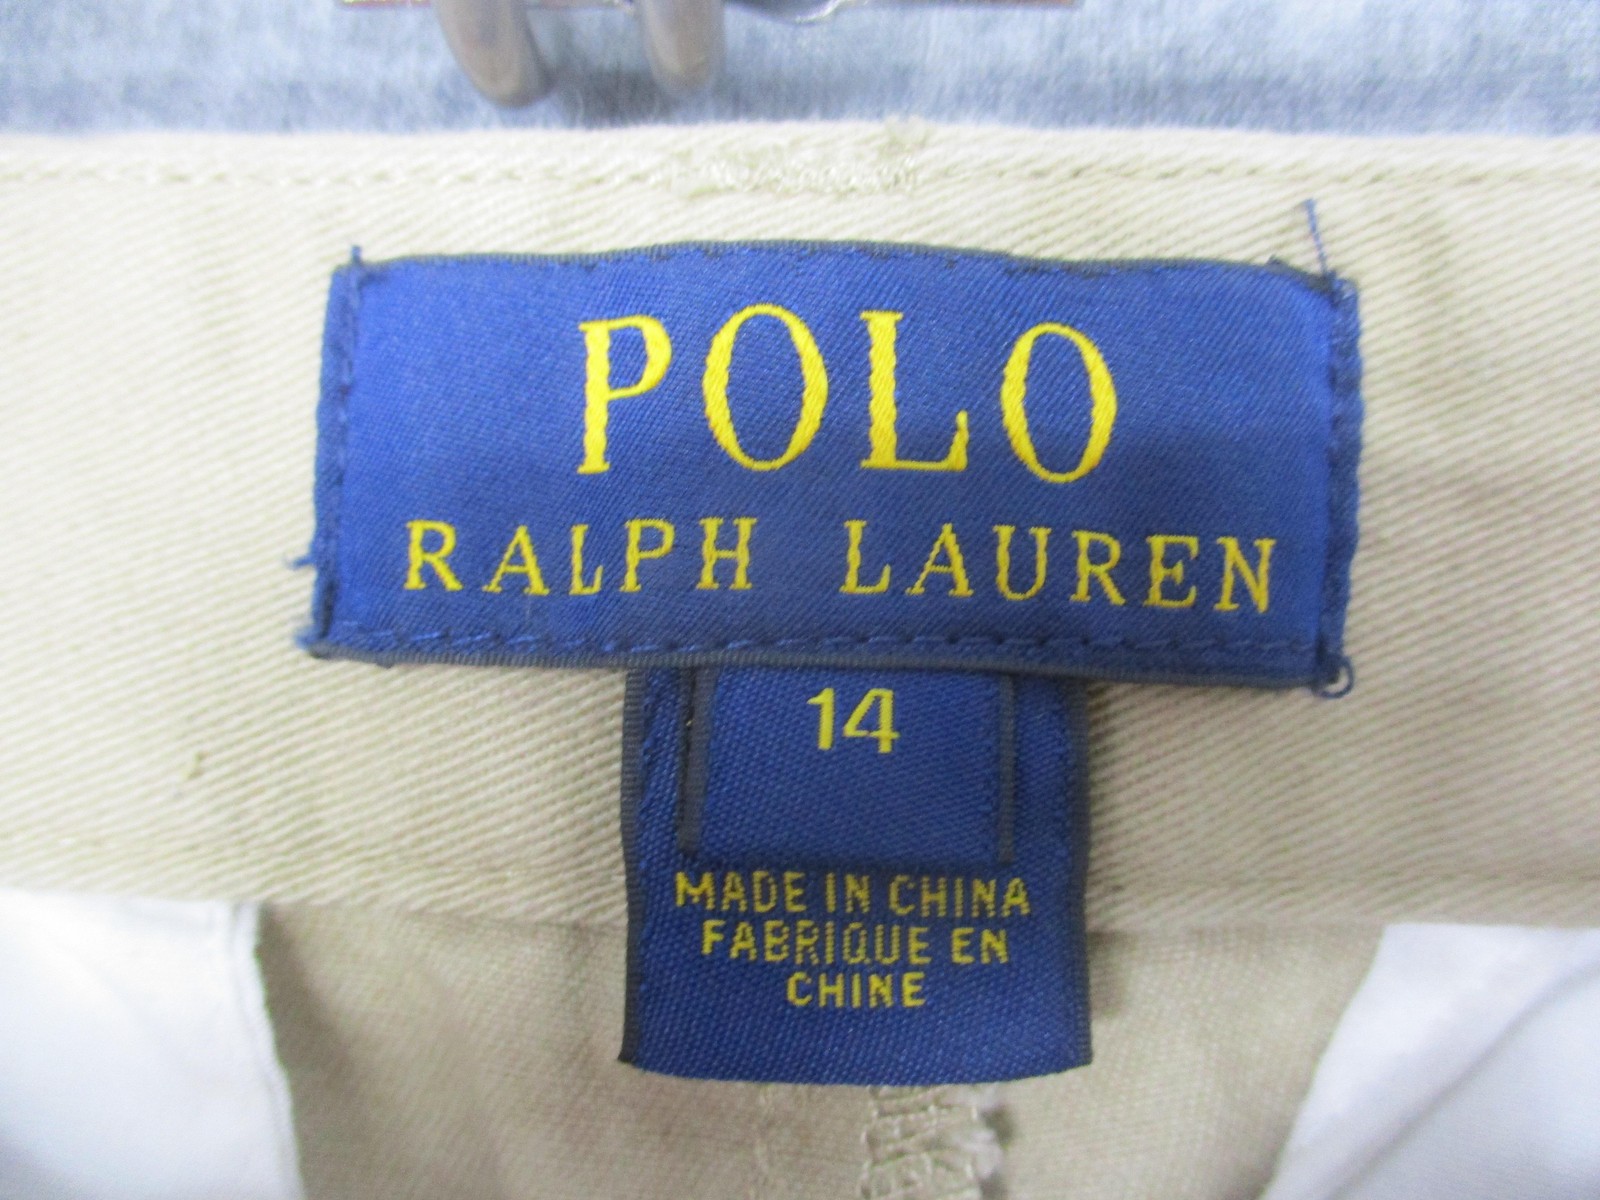 POLO
RALPH LAUREN
14
MADE IN CHINA
FABRIQUE EN
CHINE